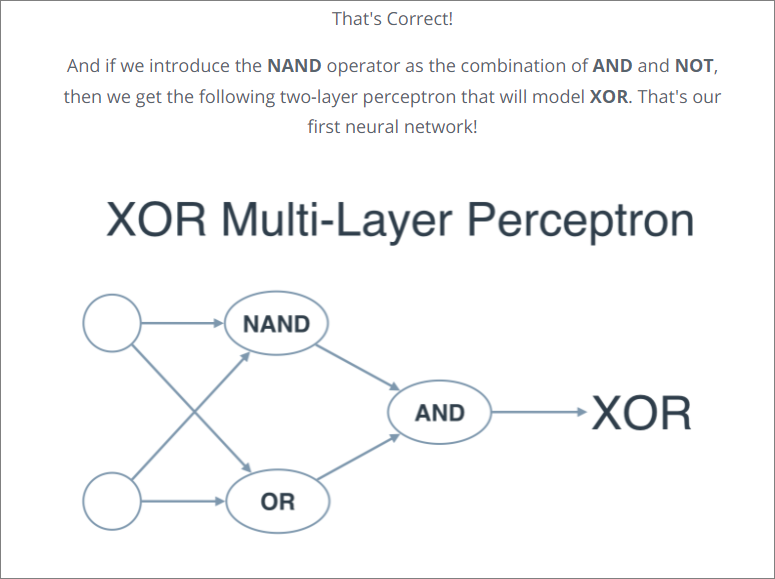 That's Correct!
And if we introduce the NAND operator as the combination of AND and NOT,
then we get the following two-layer perceptron that will model XOR. That's our
first neural network!
XOR Multi-Layer Perceptron
NAND
AND
XOR
OR